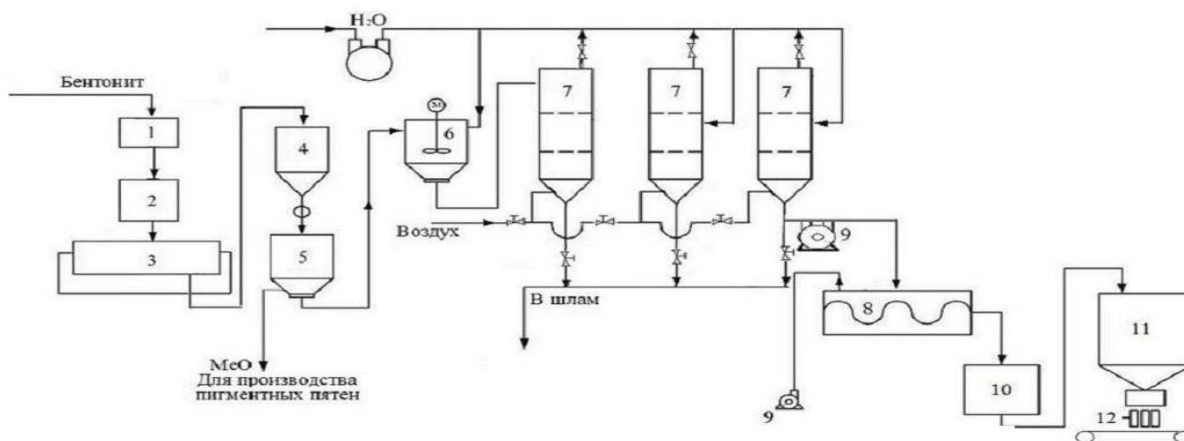 H₂O
Бентонит
1
2
3
4
5
M
6
7
7
7
Воздух
9
В шлам
8
MeO
Для производства
пигментных пятен
9
10
11
12